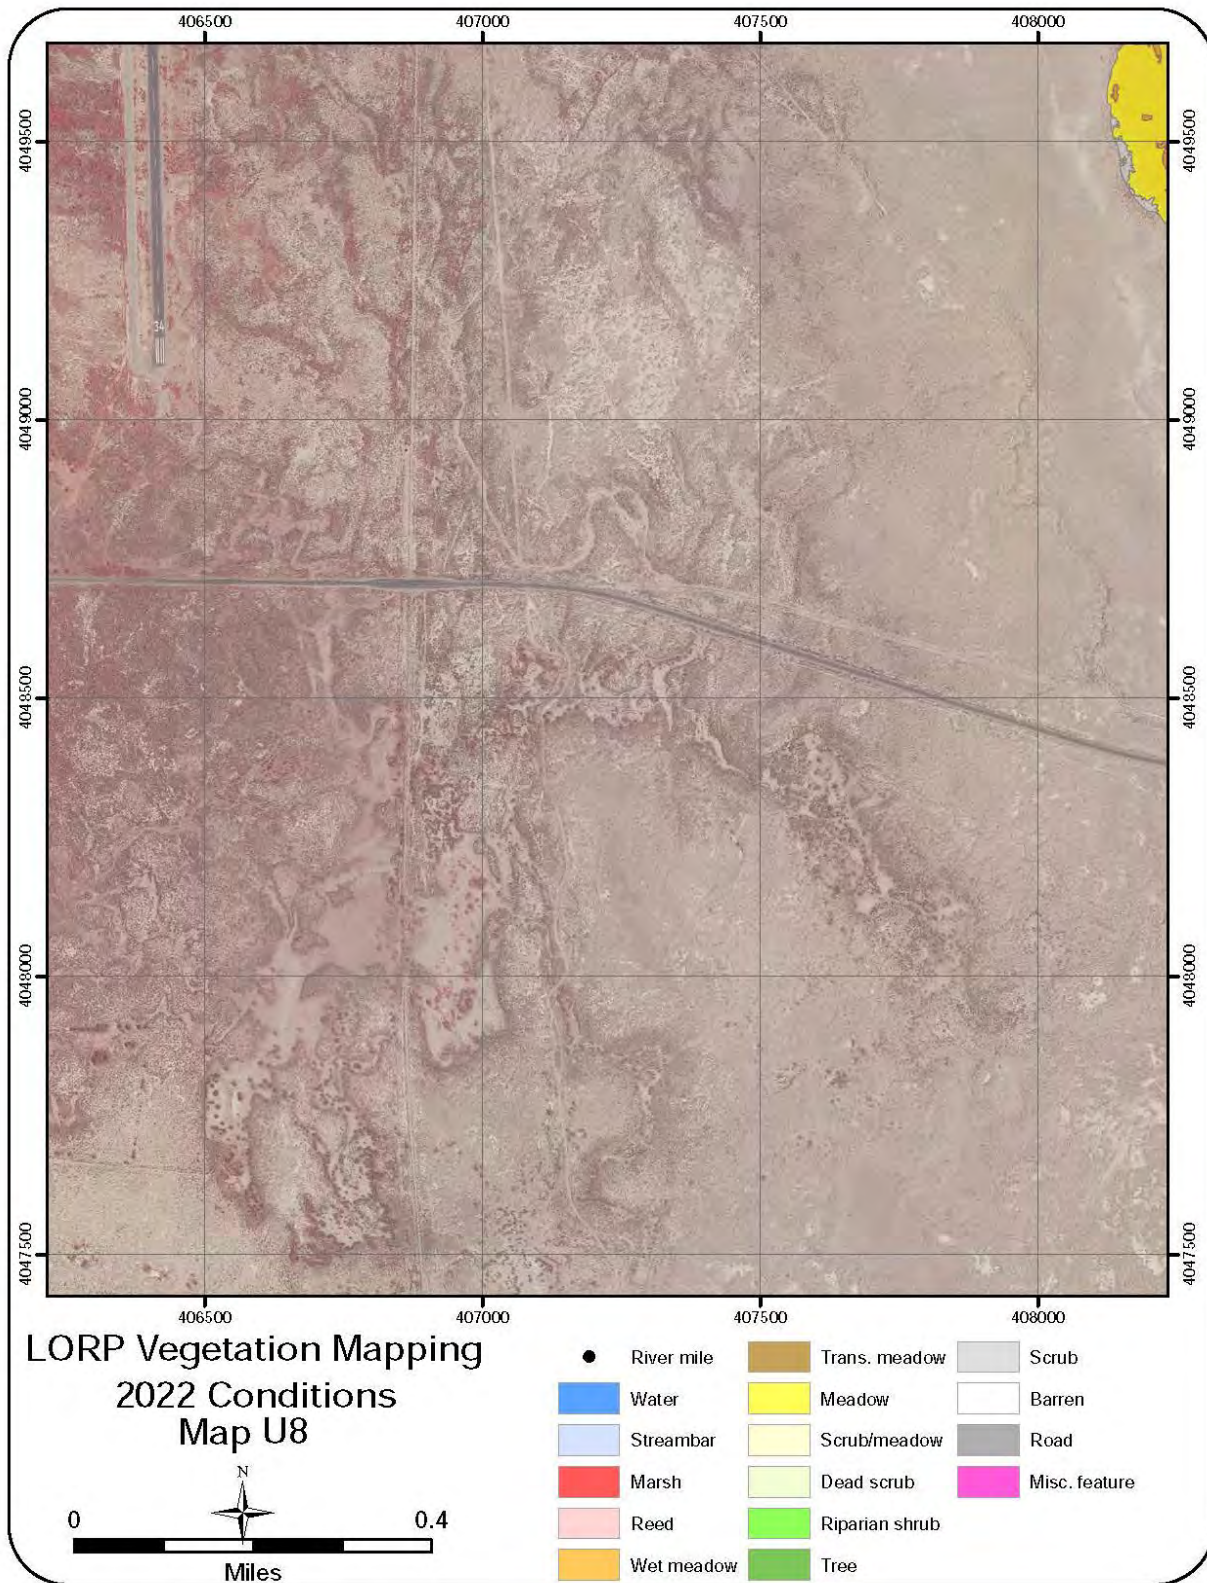 406500 407000 407500 408000
4049500 4049500
34
4049000 4049000
4048500 4048500
4048000 4048000
4047500 4047500
406500 407000 407500 408000
LORP Vegetation Mapping
2022 Conditions
Map U8
N
0 0.4
Miles
River mile
Water
Streambar
Marsh
Reed
Wet meadow
Trans. meadow
Meadow
Scrub/meadow
Dead scrub
Riparian shrub
Tree
Scrub
Barren
Road
Misc. feature